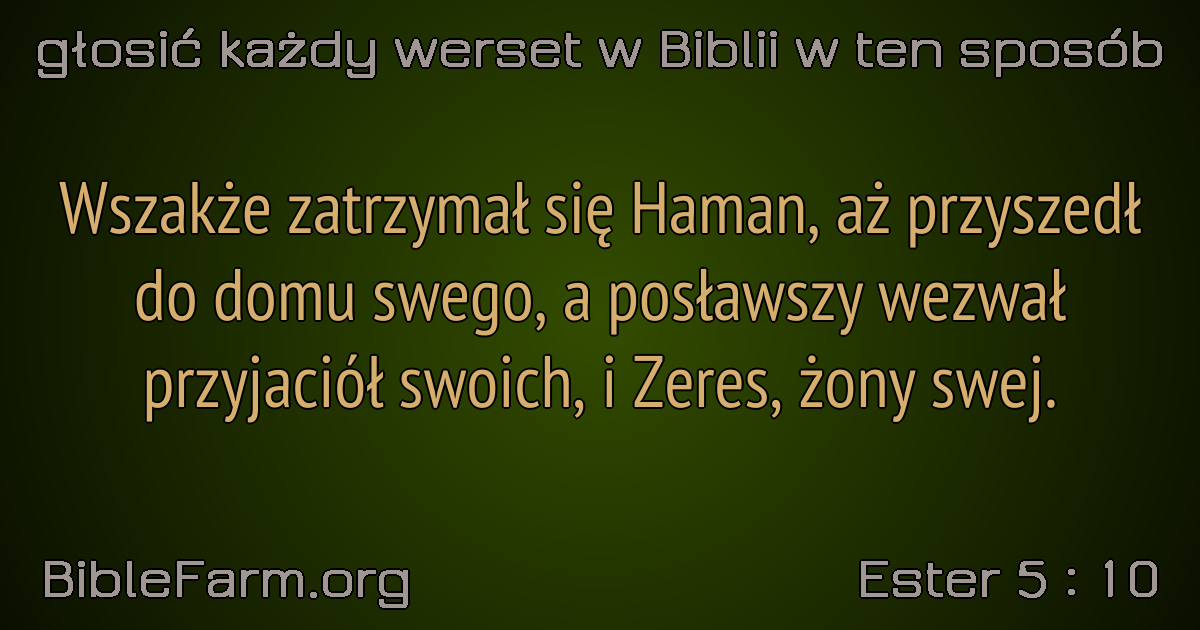 głosić każdy werset w Biblii w ten sposób
Wszakże zatrzymał się Haman, aż przyszedł
do domu swego, a posławszy wezwał
przyjaciół swoich, i Zeres, żony swej.
BibleFarm.org
Ester 5 : 10